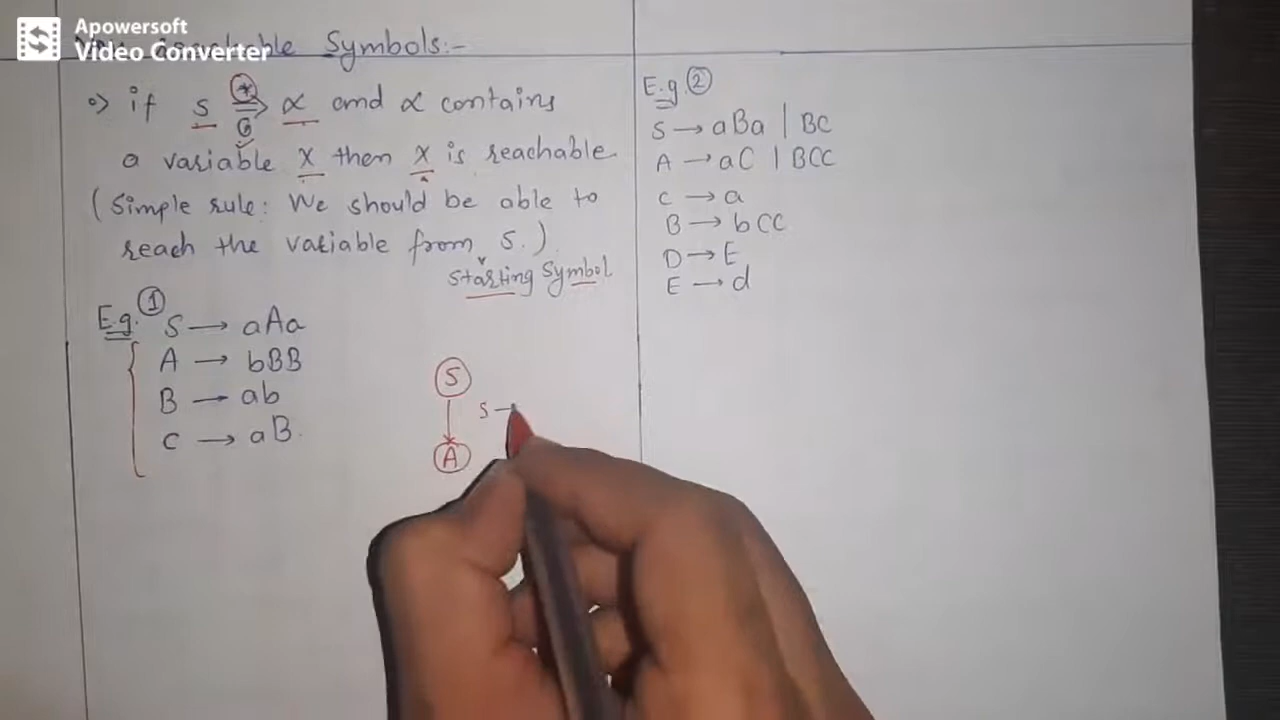 Apowersoft
Video Converter
Symbols:-
if S *⇒ G α and α contains
a variable X then X is reachable
(Simple rule: We should be able to
reach the variable from S.)
Starting Symbol
E.g. ① S → aAa
A → bBB
B → ab
C → aB
S
S →
A
E.g. ②
S → aBa | BC
A → aC | BCC
C → a
B → bCC
D → E
E → d